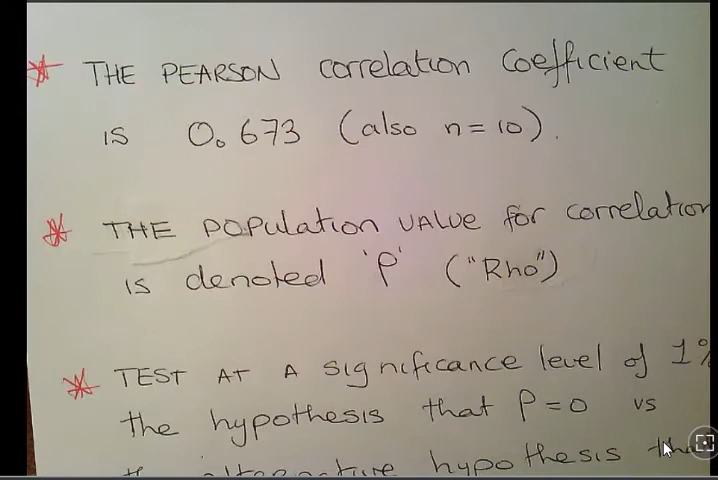 * THE PEARSON correlation coefficient
is 0.673 (also n = 10).
* THE POPulation VALUE for correlation
is denoted 'ρ' ("Rho")
* TEST AT A significance level of 1%
the hypothesis that ρ = 0 vs
hypothesis